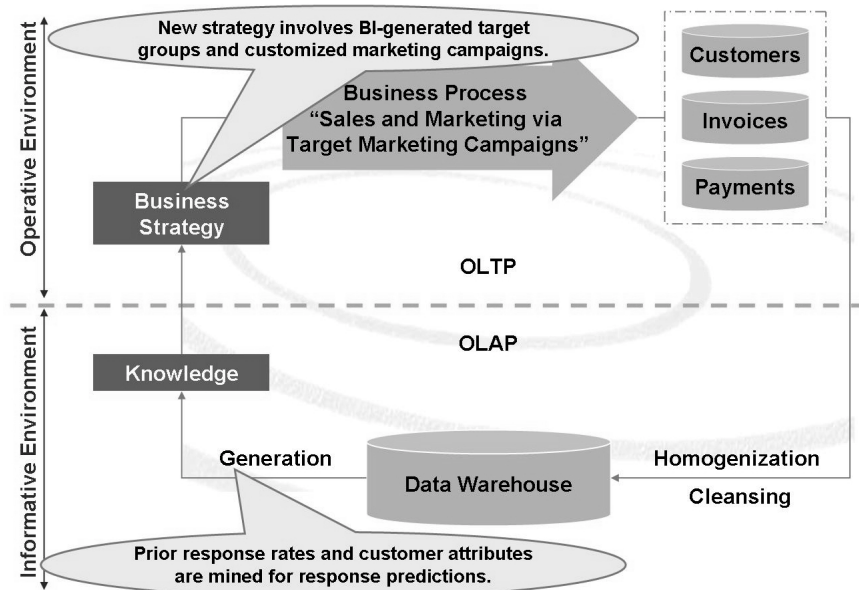 New strategy involves BI-generated target
groups and customized marketing campaigns.
Customers
Business Process
“Sales and Marketing via
Target Marketing Campaigns”
Invoices
Payments
Business
Strategy
Operative Environment
OLTP
OLAP
Informative Environment
Knowledge
Generation
Data Warehouse
Homogenization
Cleansing
Prior response rates and customer attributes
are mined for response predictions.